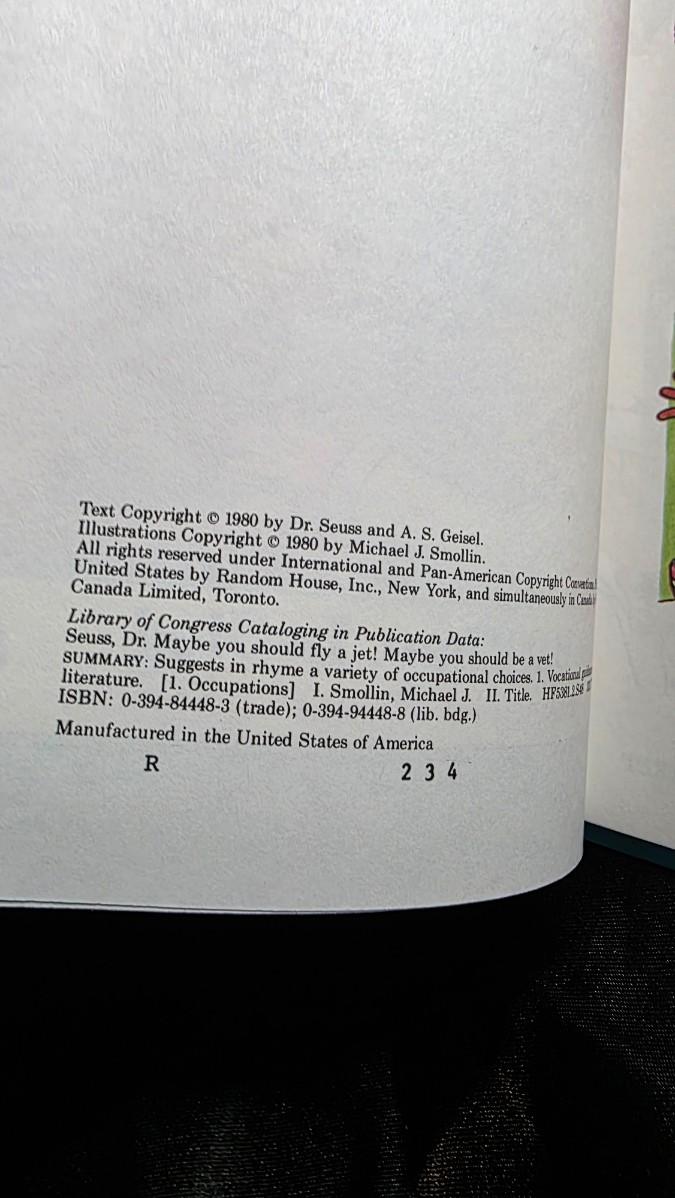 Text Copyright © 1980 by Dr. Seuss and A. S. Geisel.
Illustrations Copyright © 1980 by Michael J. Smollin.
All rights reserved under International and Pan-American Copyright
United States by Random House, Inc., New York, and simultaneously in
Canada Limited, Toronto.
Library of Congress Cataloging in Publication Data:
Seuss, Dr. Maybe you should fly a jet! Maybe you should be a vet!
SUMMARY: Suggests in rhyme a variety of occupational choices. 1. Vocational
literature. [1. Occupations] I. Smollin, Michael J. II. Title.
ISBN: 0-394-84448-3 (trade); 0-394-94448-8 (lib. bdg.)
Manufactured in the United States of America
R 2 3 4